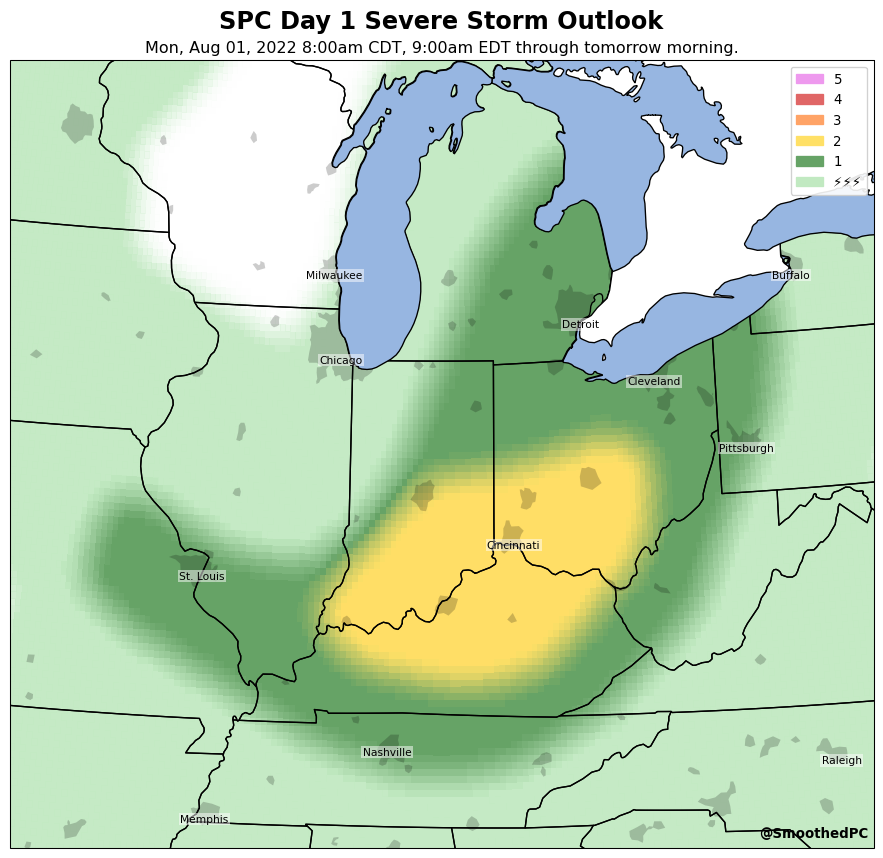 SPC Day 1 Severe Storm Outlook
Mon, Aug 01, 2022 8:00am CDT, 9:00am EDT through tomorrow morning.
5
4
3
2
1
⚡⚡⚡
Milwaukee
Buffalo
Detroit
Chicago
Cleveland
Pittsburgh
Cincinnati
St. Louis
Nashville
Raleigh
Memphis
@SmoothedPC